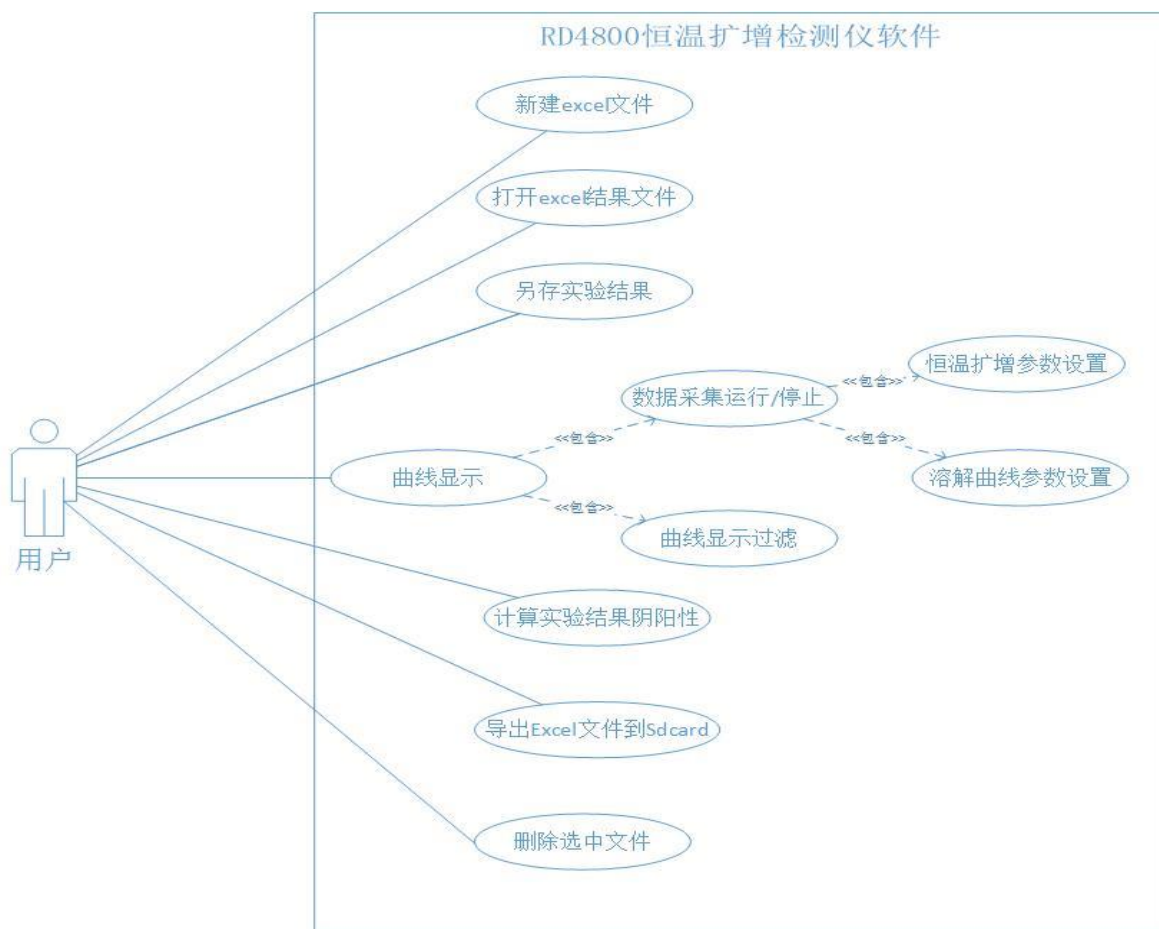 RD4800恒温扩增检测仪软件
新建excel文件
打开excel结果文件
另存实验结果
恒温扩增参数设置
<<包含>>
数据采集运行/停止
<<包含>>
<<包含>>
曲线显示
溶解曲线参数设置
<<包含>>
曲线显示过滤
用户
计算实验结果阴阳性
导出Excel文件到Sdcard
删除选中文件